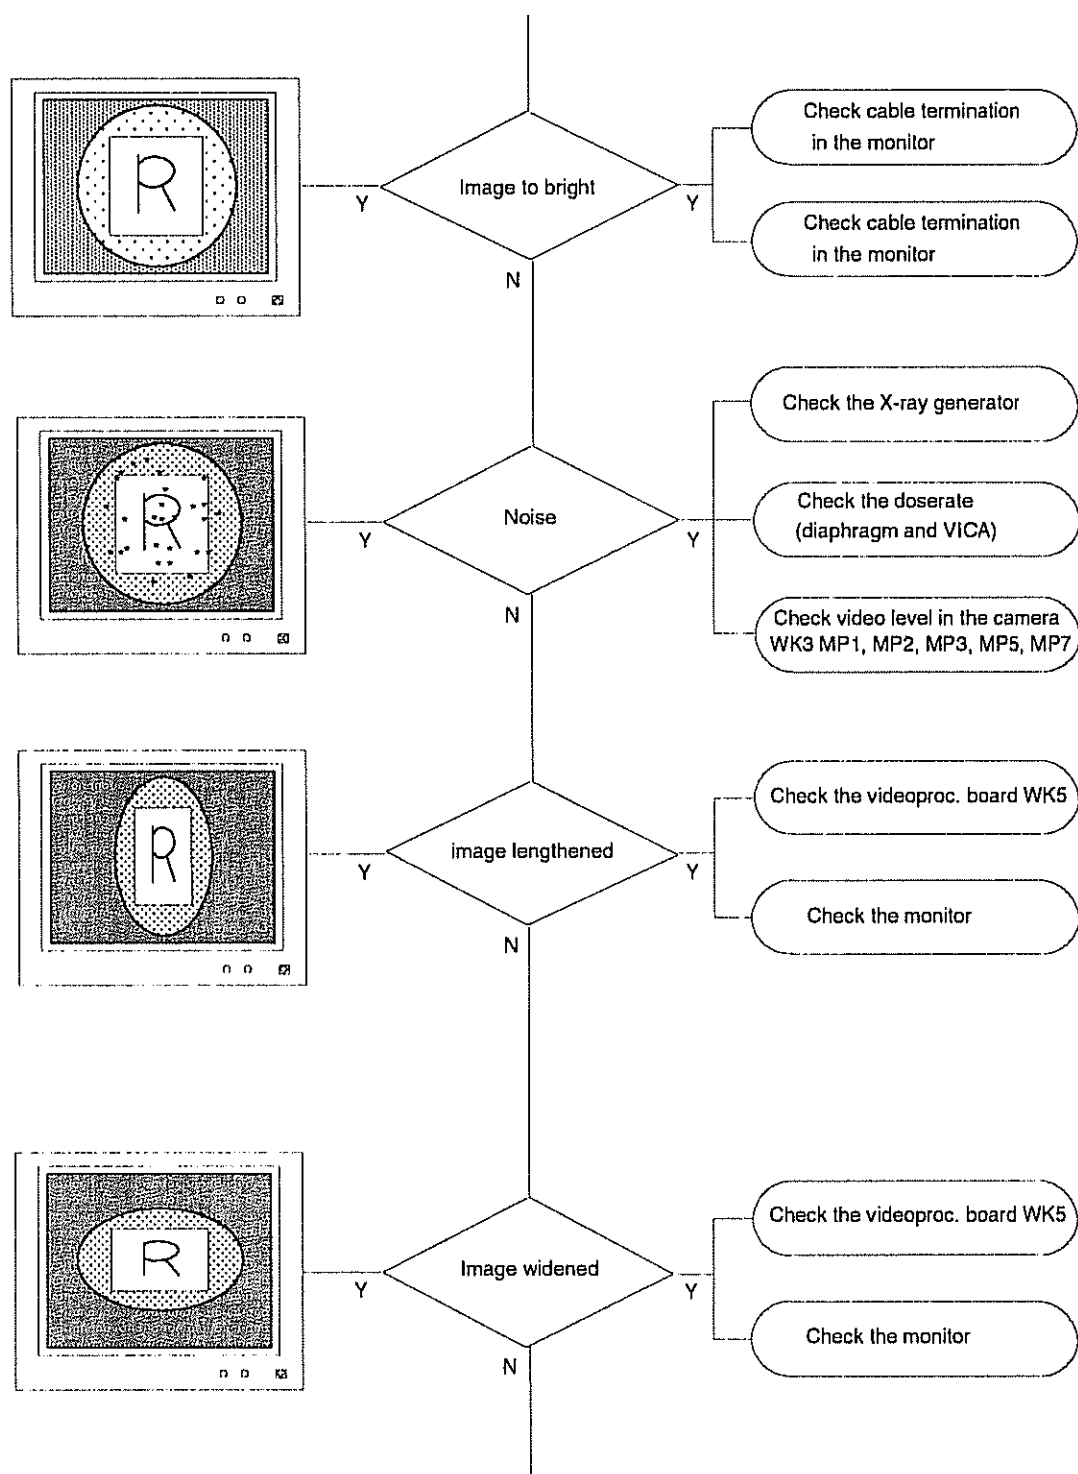 R
Image to bright
Y
Y
N
Check cable termination
in the monitor
Check cable termination
in the monitor
R
Noise
Y
Y
N
Check the X-ray generator
Check the doserate
(diaphragm and VICA)
Check video level in the camera
WK3 MP1, MP2, MP3, MP5, MP7
R
image lengthened
Y
Y
N
Check the videoproc. board WK5
Check the monitor
R
Image widened
Y
Y
N
Check the videoproc. board WK5
Check the monitor